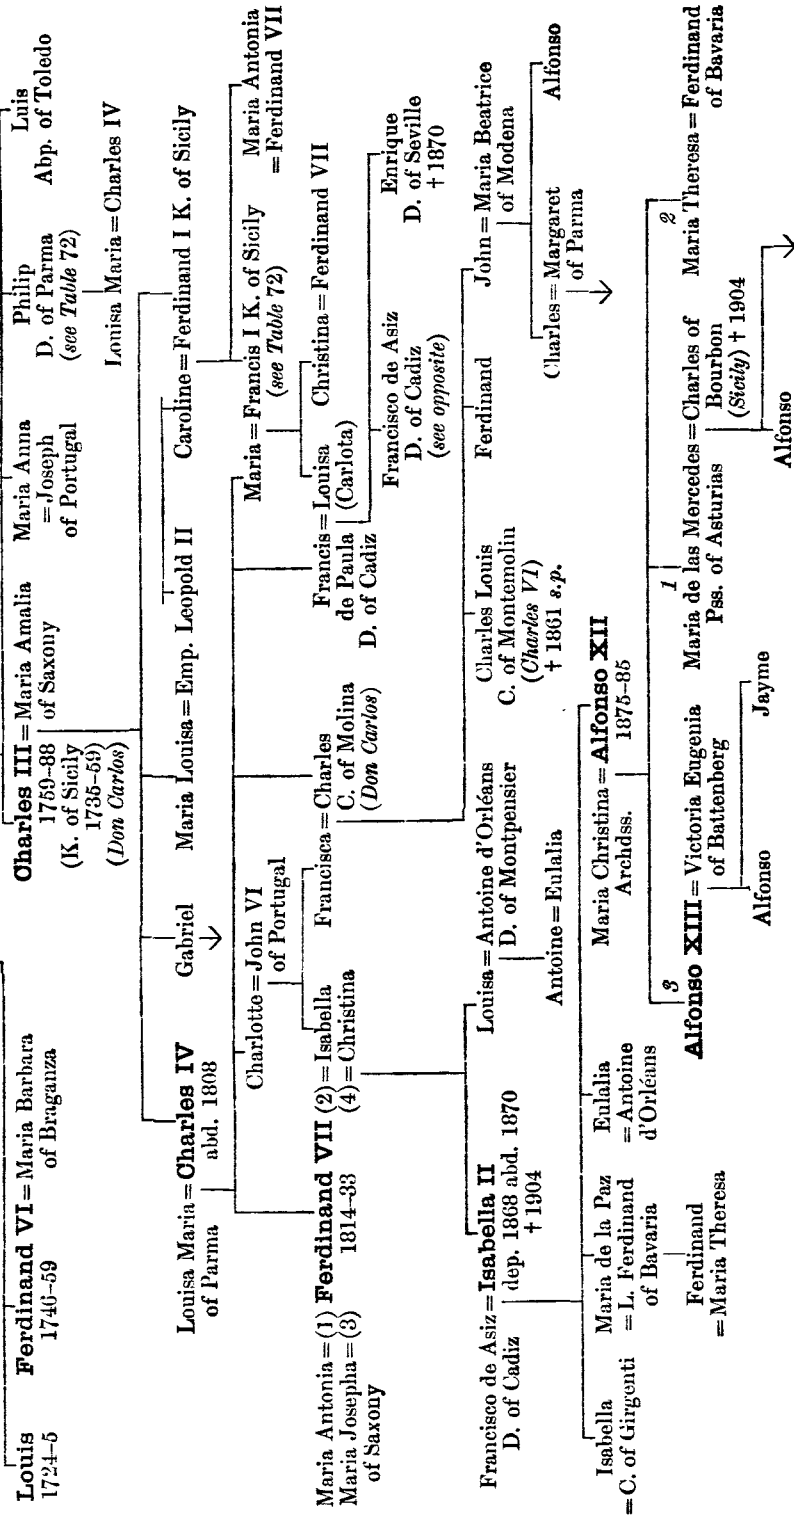 Louis
1724–5
Ferdinand VI = Maria Barbara
1746–59
of Braganza
Charles III = Maria Amalia
1759–88
of Saxony
(K. of Sicily
1735–59)
(Don Carlos)
Maria Anna
= Joseph
of Portugal
Philip
D. of Parma
(see Table 72)
Luis
Abp. of Toledo
Louisa Maria = Charles IV
Louisa Maria = Charles IV
of Parma
abd. 1808
Gabriel
Maria Louisa = Emp. Leopold II
Caroline = Ferdinand I K. of Sicily
Charlotte = John VI
of Portugal
Maria = Francis I K. of Sicily
(see Table 72)
Maria Antonia
= Ferdinand VII
Maria Antonia = (1) Ferdinand VII (2) = Isabella
Maria Josepha = (3) 1814–33 (4) = Christina
of Saxony
Francisca = Charles
C. of Molina
(Don Carlos)
Francis = Louisa
de Paula (Carlota)
D. of Cadiz
Christina = Ferdinand VII
Francisco de Asiz
D. of Cadiz
(see opposite)
Enrique
D. of Seville
† 1870
Francisco de Asiz = Isabella II
D. of Cadiz
dep. 1868 abd. 1870
† 1904
Louisa = Antoine d'Orléans
D. of Montpensier
Antoine = Eulalia
Charles Louis
C. of Montemolin
(Charles VI)
† 1861 s.p.
Ferdinand
John = Maria Beatrice
of Modena
Charles = Margaret
of Parma
Alfonso
Isabella
= C. of Girgenti
Maria de la Paz
= L. Ferdinand
of Bavaria
Eulalia
= Antoine
d'Orléans
Maria Christina = Alfonso XII
Archdss.
1875–85
Ferdinand
= Maria Theresa
3
1
2
Alfonso XIII = Victoria Eugenia
of Battenberg
Maria de las Mercedes = Charles of
Pss. of Asturias
Bourbon
(Sicily) † 1904
Maria Theresa = Ferdinand
of Bavaria
Alfonso
Jayme
Alfonso